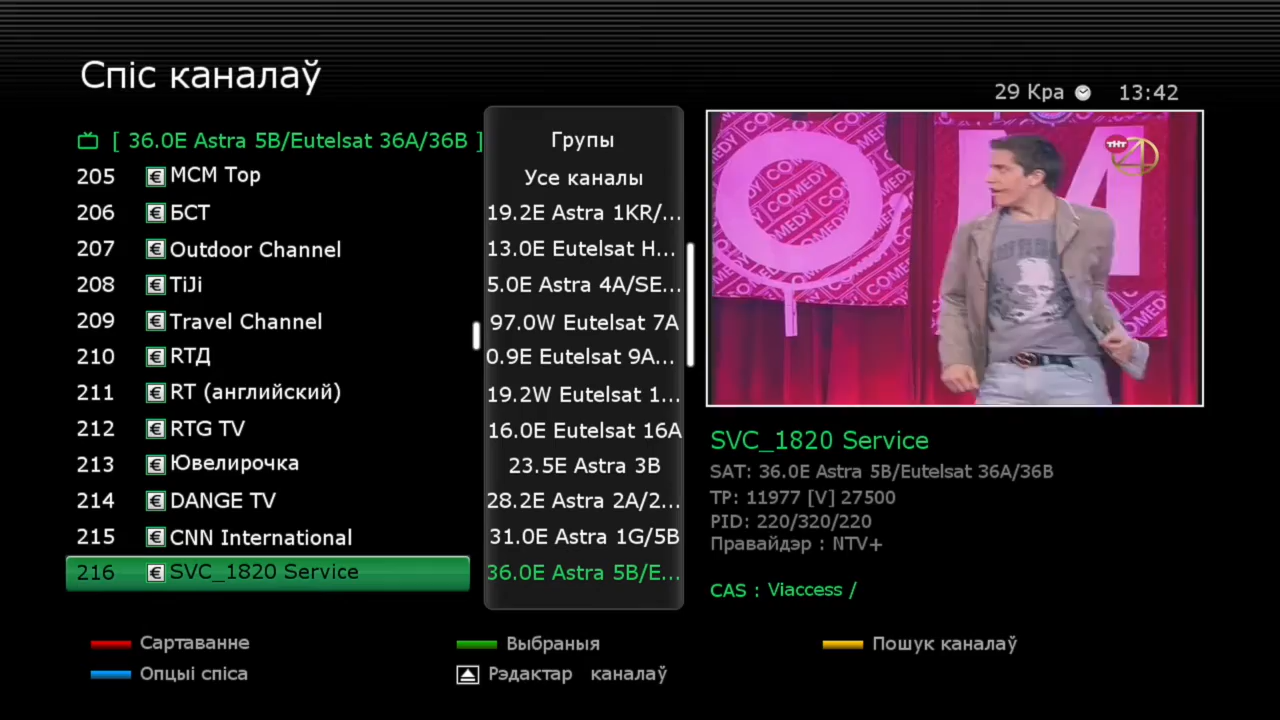 Спіс каналаў
29 Кра 13:42
[ 36.0E Astra 5B/Eutelsat 36A/36B ]
205 € MCM Top
206 € БСТ
207 € Outdoor Channel
208 € TiJi
209 € Travel Channel
210 € RTД
211 € RT (английский)
212 € RTG TV
213 € Ювелирочка
214 € DANGE TV
215 € CNN International
216 € SVC_1820 Service
Групы
Усе каналы
19.2E Astra 1KR/...
13.0E Eutelsat H...
5.0E Astra 4A/SE...
97.0W Eutelsat 7A
0.9E Eutelsat 9A...
19.2W Eutelsat 1...
16.0E Eutelsat 16A
23.5E Astra 3B
28.2E Astra 2A/2...
31.0E Astra 1G/5B
36.0E Astra 5B/E...
COMEDY
ТНТ
SVC_1820 Service
SAT: 36.0E Astra 5B/Eutelsat 36A/36B
TP: 11977 [V] 27500
PID: 220/320/220
Правайдэр : NTV+
CAS : Viaccess /
Сартаванне
Выбраныя
Пошук каналаў
Опцыі спіса
Рэдактар каналаў